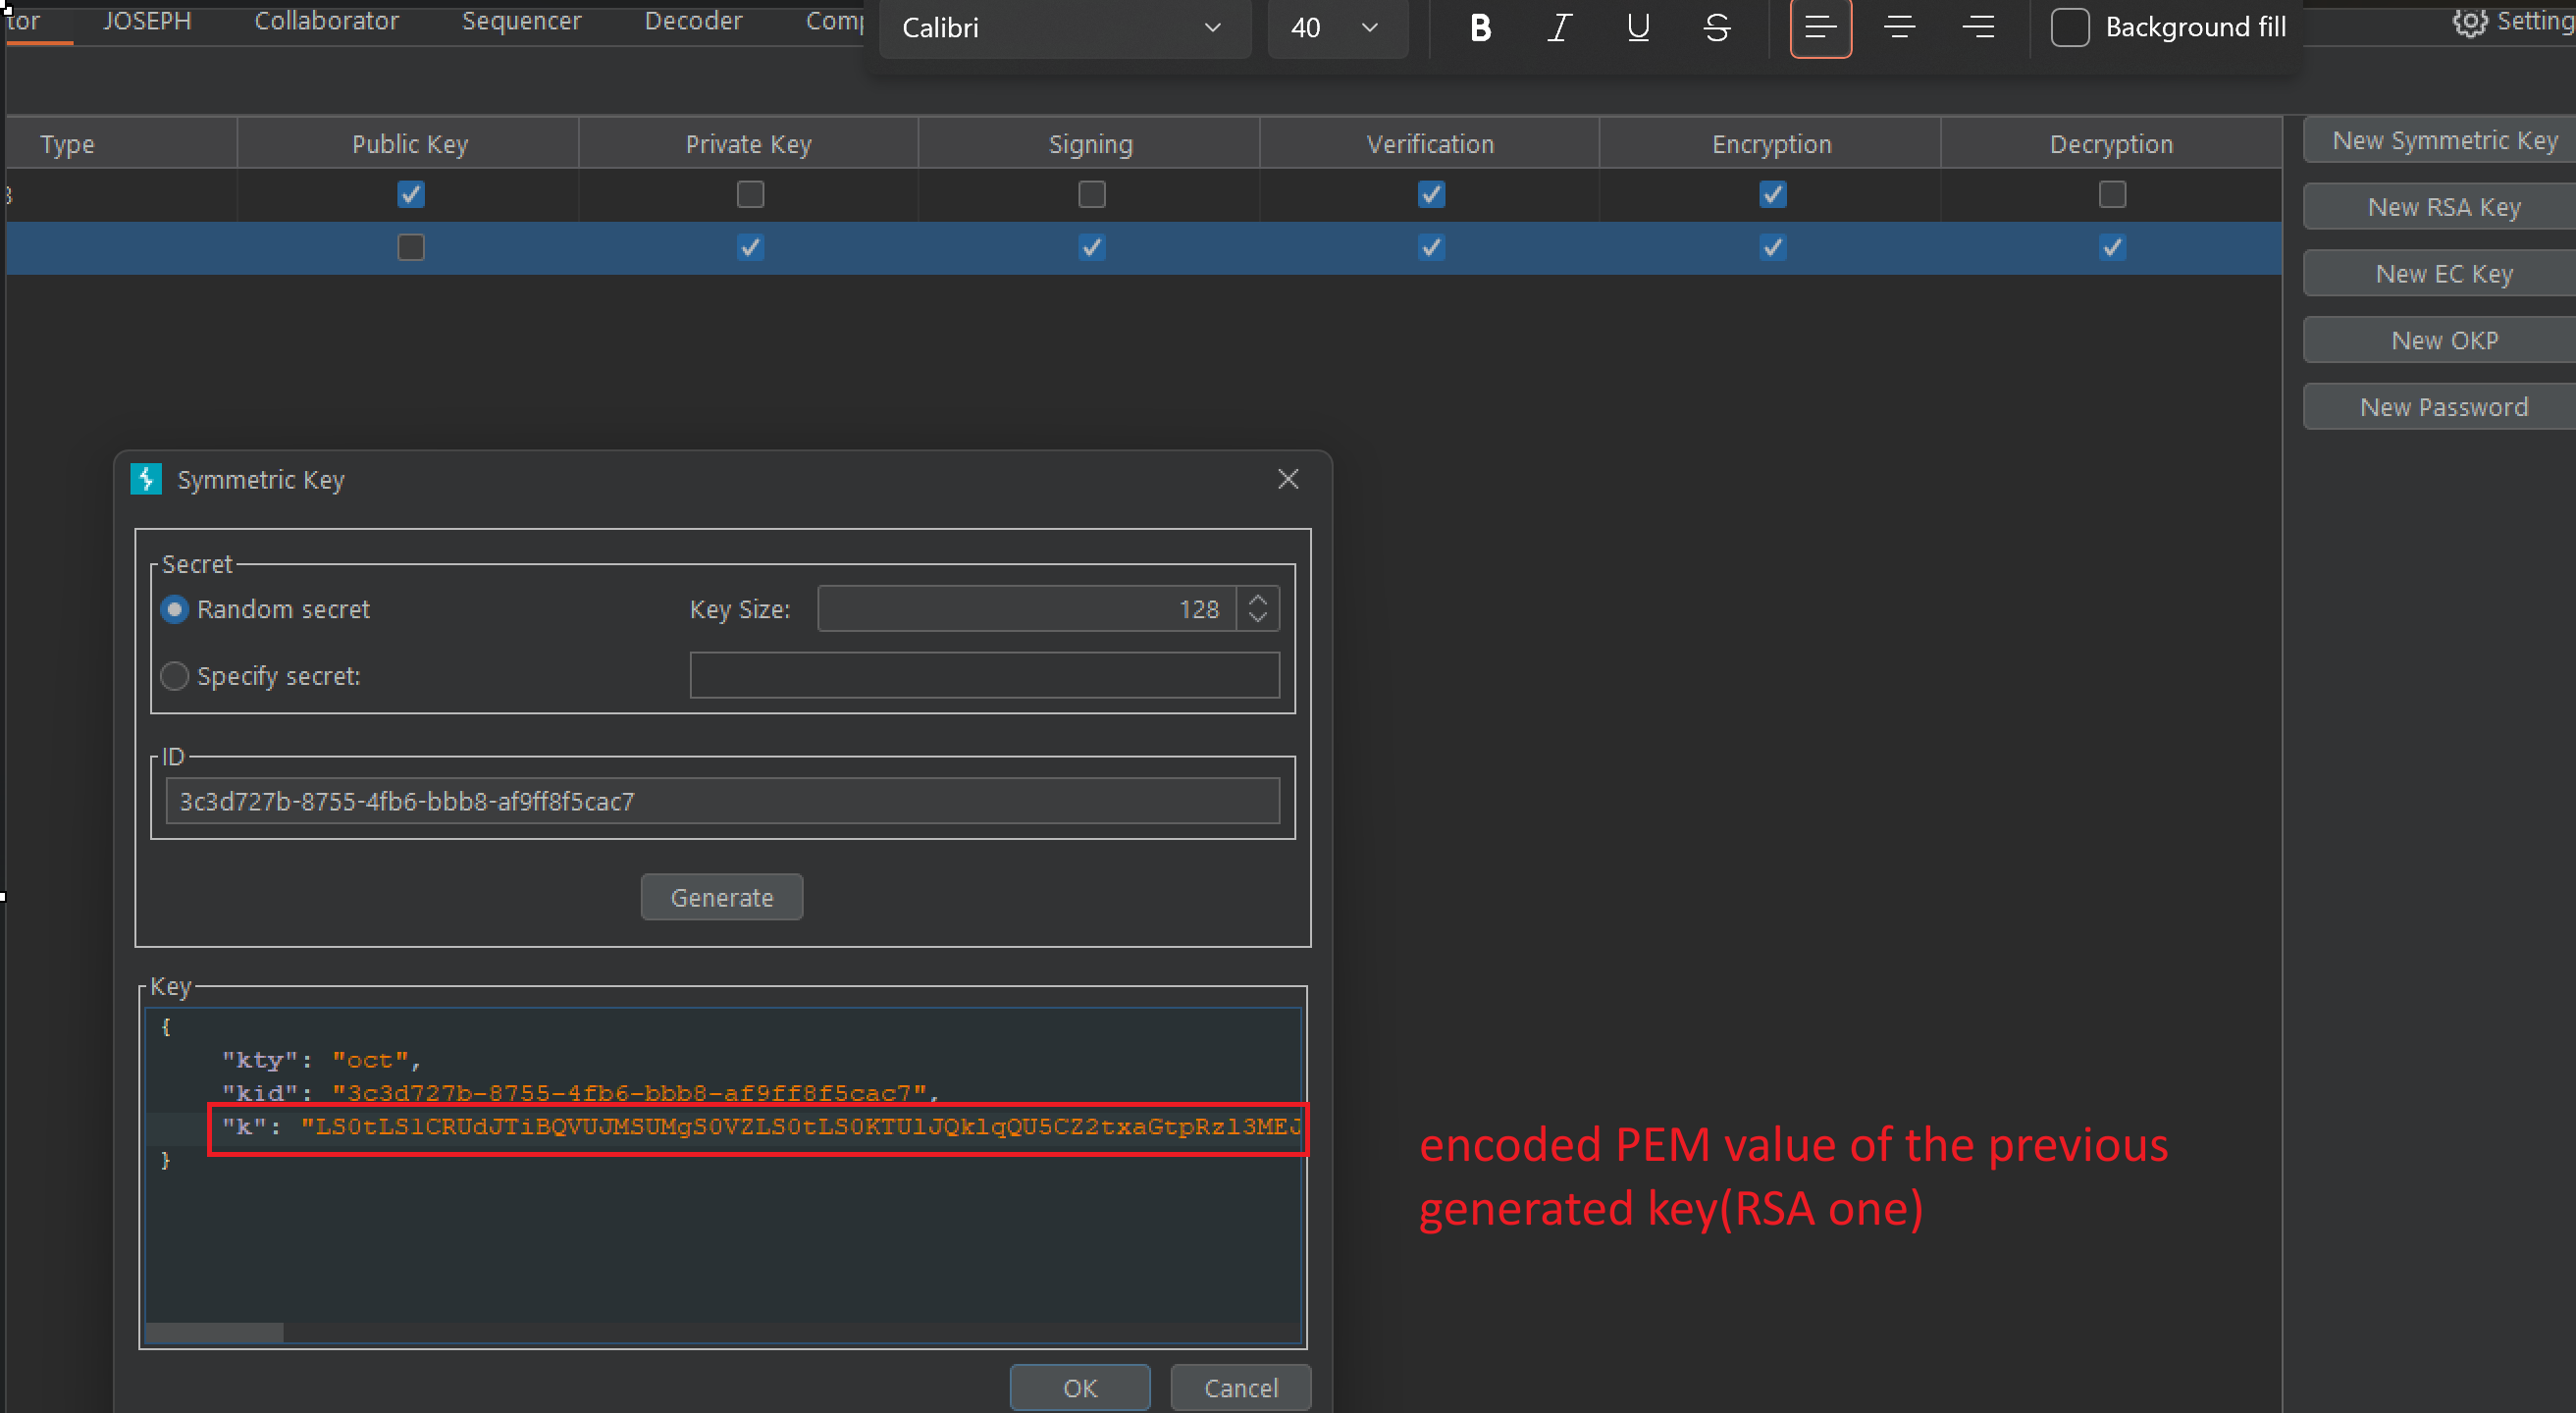 tor JOSEPH Collaborator Sequencer Decoder Comp Calibri 40 B I U S Background fill Setting
Type Public Key Private Key Signing Verification Encryption Decryption New Symmetric Key
New RSA Key
New EC Key
New OKP
New Password
Symmetric Key
Secret
Random secret Key Size: 128
Specify secret:
ID
3c3d727b-8755-4fb6-bbb8-af9ff8f5cac7
Generate
Key
{
"kty": "oct",
"kid": "3c3d727b-8755-4fb6-bbb8-af9ff8f5cac7",
"k": "LS0tLS1CRUdJTiBQVUJMSUMgS0VZLS0tLS0KTUlJQklqQU5CZ2txaGtpRzl3MEJ
}
encoded PEM value of the previous
generated key(RSA one)
OK Cancel